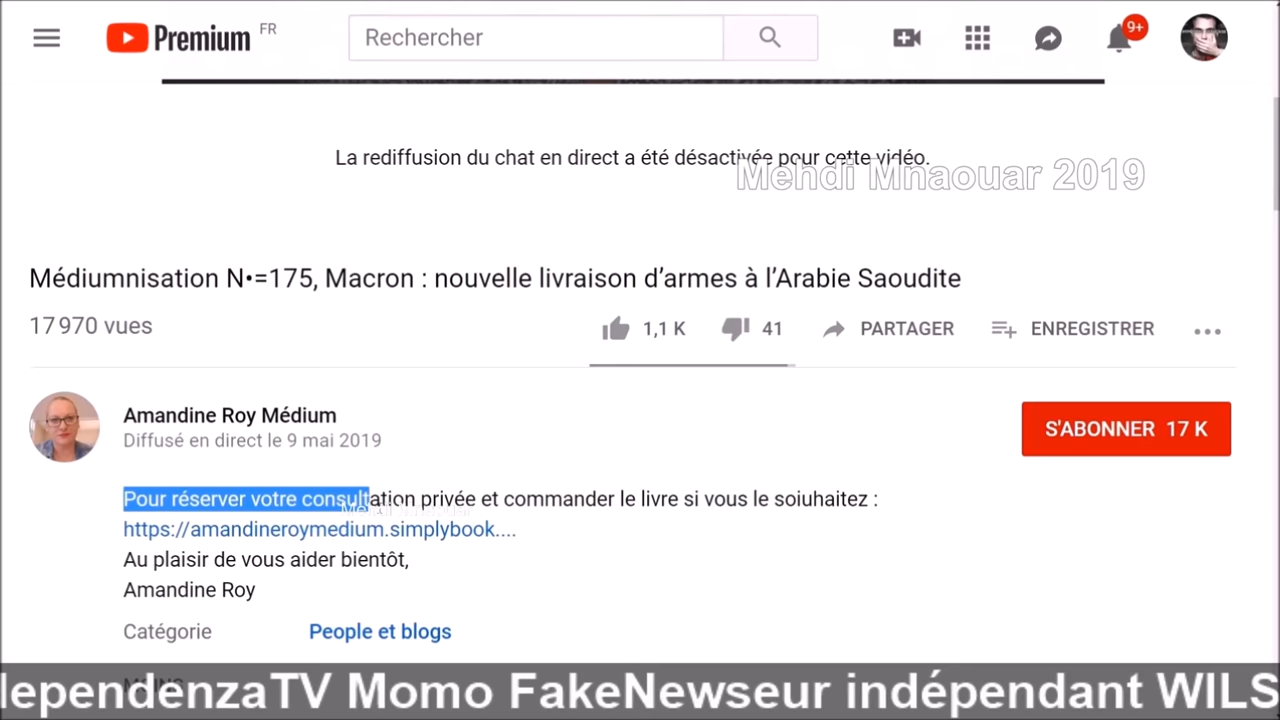 Premium FR
Rechercher
9+
La rediffusion du chat en direct a été désactivée pour cette vidéo.
Mehdi Mnaouar 2019
Médiumnisation N•=175, Macron : nouvelle livraison d’armes à l’Arabie Saoudite
17 970 vues
1,1 K
41
PARTAGER
ENREGISTRER
Amandine Roy Médium
Diffusé en direct le 9 mai 2019
S'ABONNER 17 K
Pour réserver votre consultation privée et commander le livre si vous le soiuhaitez :
https://amandineroymedium.simplybook....
Au plaisir de vous aider bientôt,
Amandine Roy
Catégorie
People et blogs
MOINS
dependenzaTV Momo FakeNewseur indépendant WILS